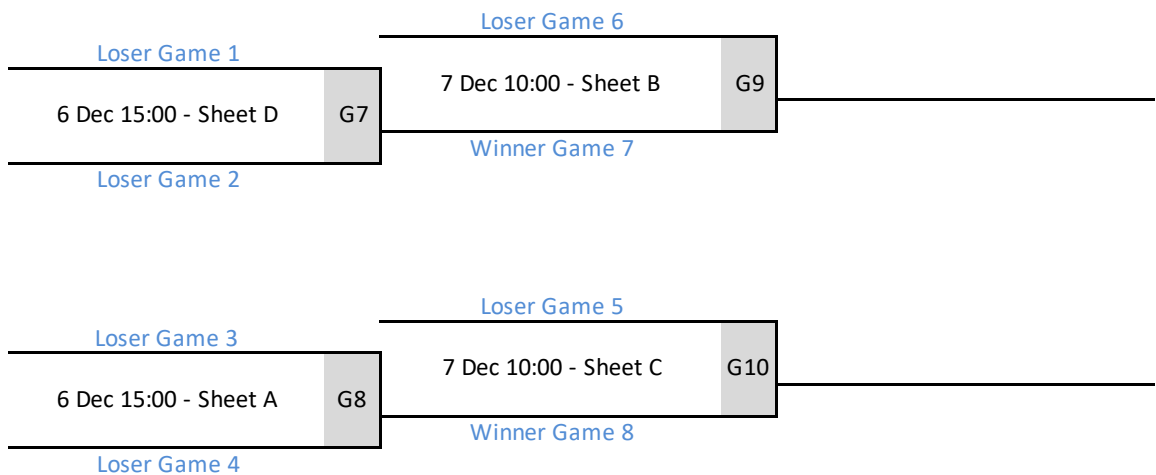 Loser Game 6
Loser Game 1
7 Dec 10:00 - Sheet B G9
6 Dec 15:00 - Sheet D G7
Winner Game 7
Loser Game 2
Loser Game 5
Loser Game 3
7 Dec 10:00 - Sheet C G10
6 Dec 15:00 - Sheet A G8
Winner Game 8
Loser Game 4